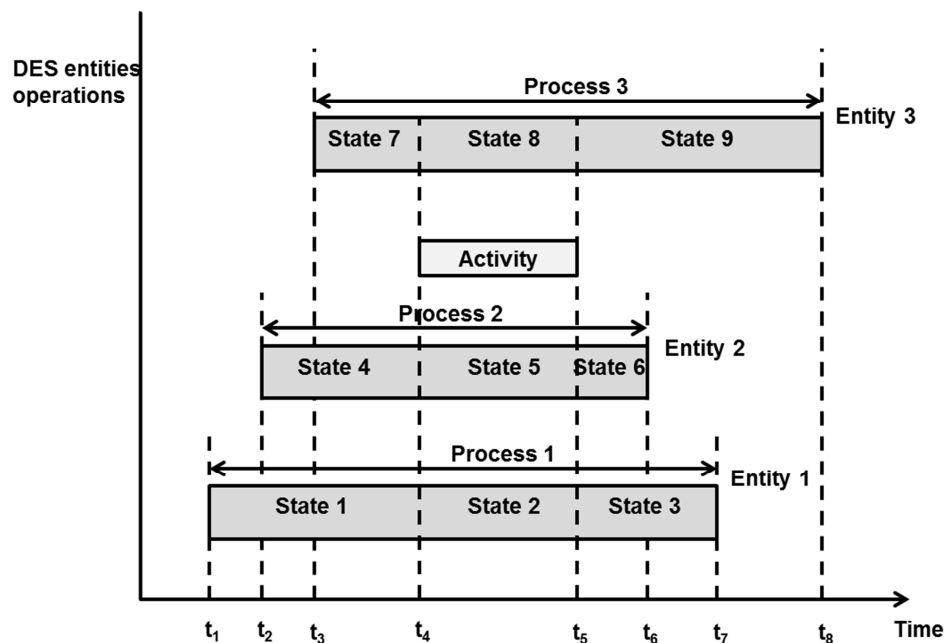 DES entities
operations
Process 3
Entity 3
State 7
State 8
State 9
Activity
Process 2
Entity 2
State 4
State 5
State 6
Process 1
Entity 1
State 1
State 2
State 3
t1
t2
t3
t4
t5
t6
t7
t8
Time